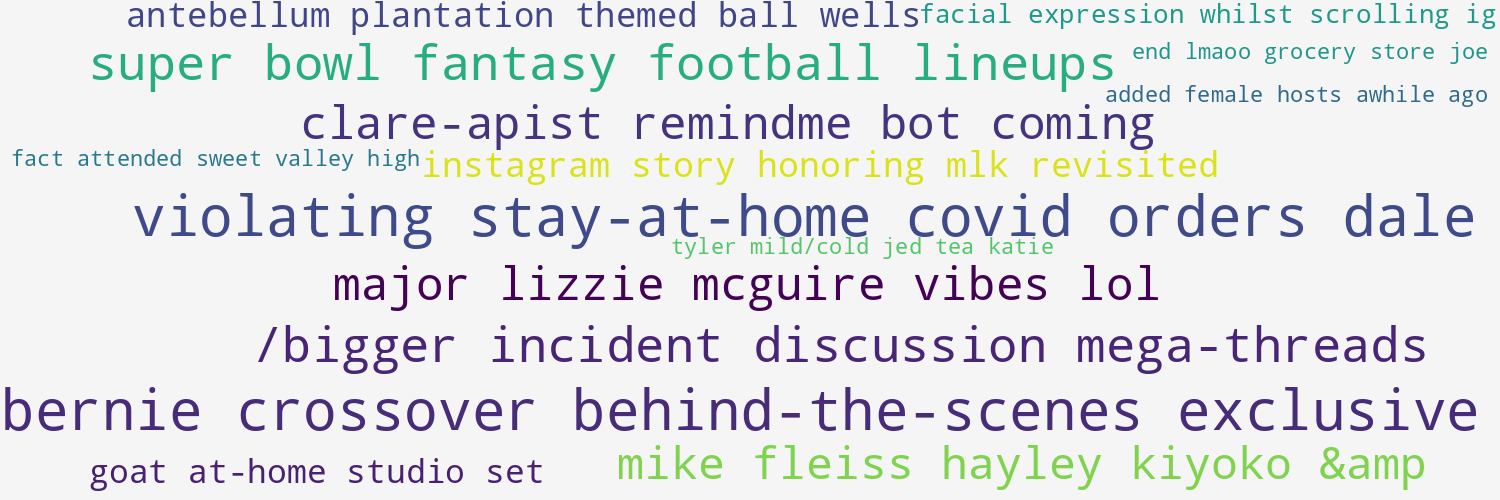 antebellum plantation themed ball wells
facial expression whilst scrolling ig
super bowl fantasy football lineups
end lmaoo grocery store joe
added female hosts awhile ago
clare-apist remindme bot coming
fact attended sweet valley high
instagram story honoring mlk revisited
violating stay-at-home covid orders dale
tyler mild/cold jed tea katie
major lizzie mcguire vibes lol
/bigger incident discussion mega-threads
bernie crossover behind-the-scenes exclusive
goat at-home studio set
mike fleiss hayley kiyoko &amp